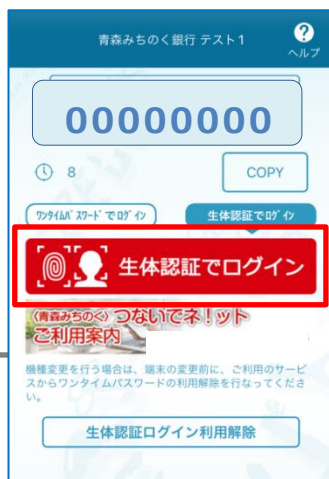 青森みちのく銀行 テスト1
?
ヘルプ
00000000
8
COPY
ワンタイムパスワードでログイン
生体認証でログイン
生体認証でログイン
〈青森みちのく〉つないでネ!ット
ご利用案内
機種変更を行う場合は、端末の変更前に、ご利用のサービ
スからワンタイムパスワードの利用解除を行なってくださ
い。
生体認証ログイン利用解除